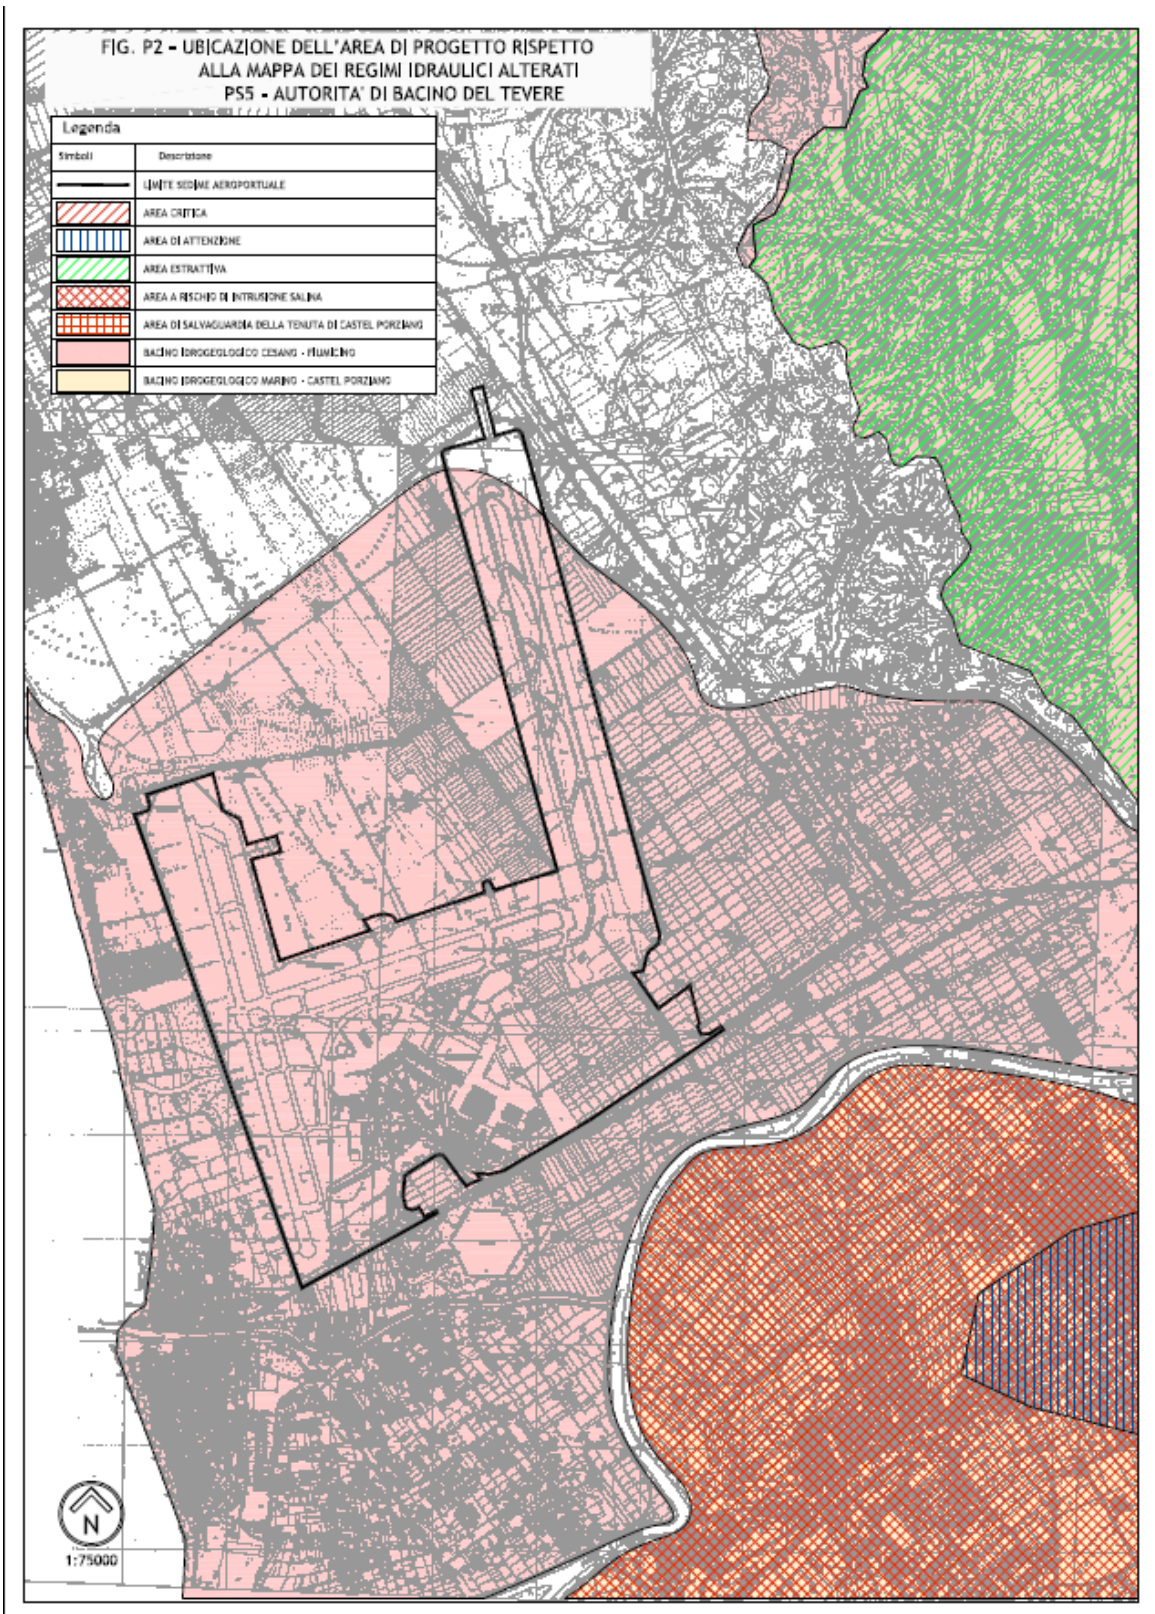 FIG. P2 - UBICAZIONE DELL'AREA DI PROGETTO RISPETTO
ALLA MAPPA DEI REGIMI IDRAULICI ALTERATI
PS5 - AUTORITA' DI BACINO DEL TEVERE
Legenda
Simboli Descrizione
LIMITE SEDIME AEROPORTUALE
AREA CRITICA
AREA DI ATTENZIONE
AREA ESTRATTIVA
AREA A RISCHIO DI INTRUSIONE SALINA
AREA DI SALVAGUARDIA DELLA TENUTA DI CASTEL PORZIANO
BACINO IDROGEOLOGICO CESANO - FIUMICINO
BACINO IDROGEOLOGICO MARINO - CASTEL PORZIANO
N
1:75000